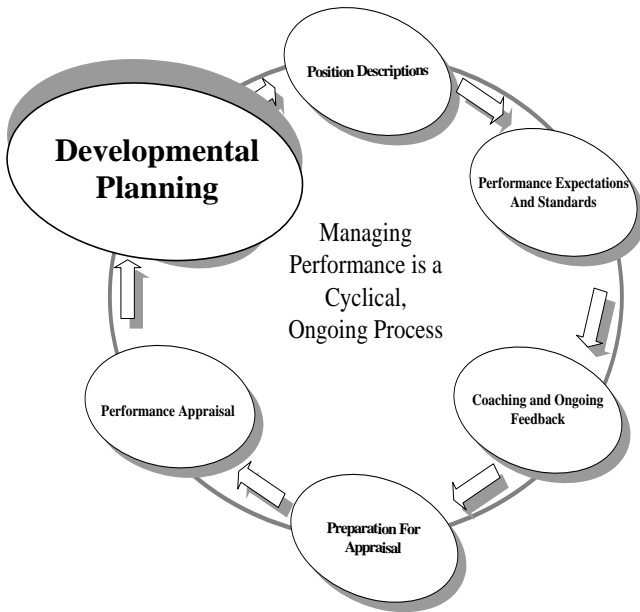 Position Descriptions
Developmental
Planning
Performance Expectations
And Standards
Managing
Performance is a
Cyclical,
Ongoing Process
Performance Appraisal
Coaching and Ongoing
Feedback
Preparation For
Appraisal